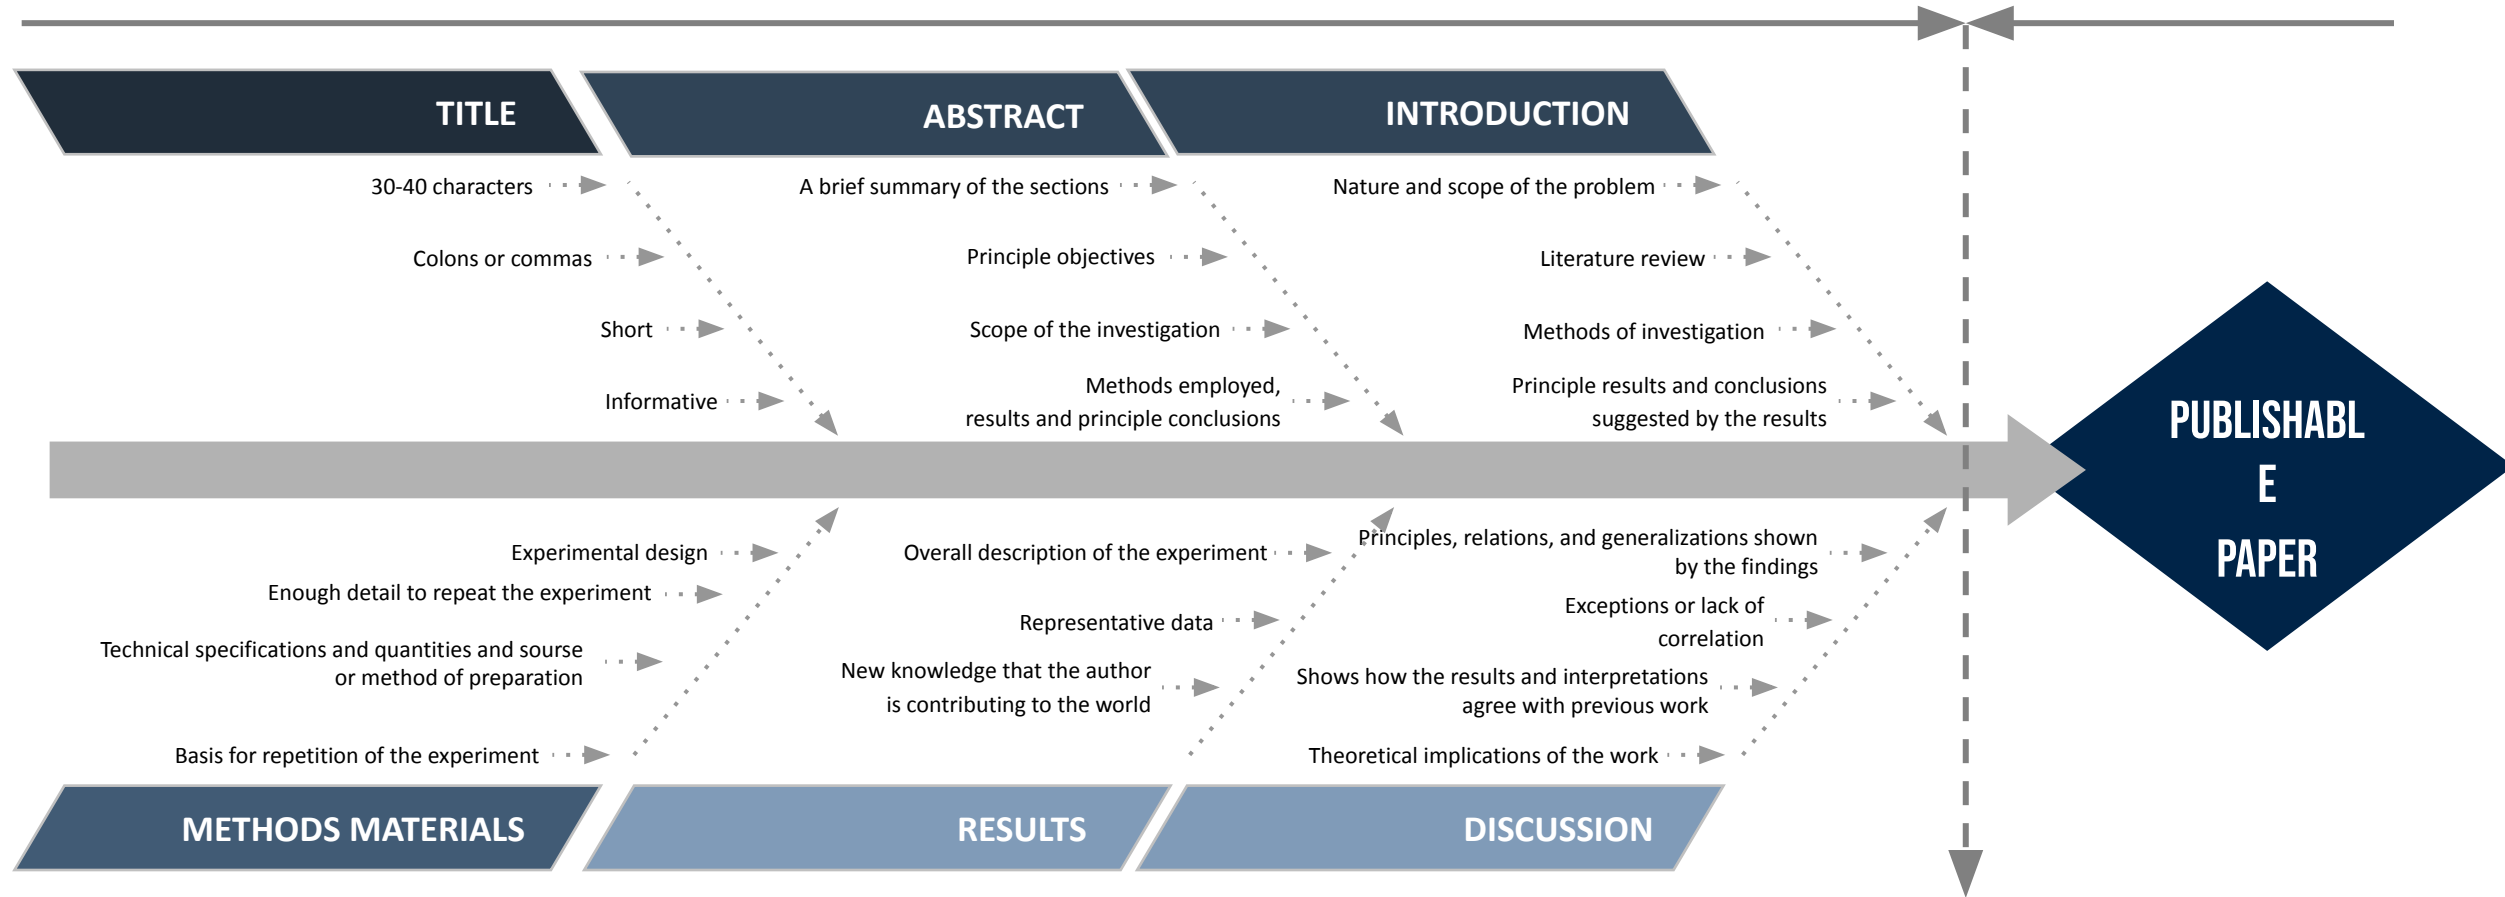 TITLE
30-40 characters
Colons or commas
Short
Informative
ABSTRACT
A brief summary of the sections
Principle objectives
Scope of the investigation
Methods employed,
results and principle conclusions
INTRODUCTION
Nature and scope of the problem
Literature review
Methods of investigation
Principle results and conclusions
suggested by the results
PUBLISHABL
E
PAPER
Experimental design
Enough detail to repeat the experiment
Technical specifications and quantities and sourse
or method of preparation
Basis for repetition of the experiment
METHODS MATERIALS
Overall description of the experiment
Representative data
New knowledge that the author
is contributing to the world
RESULTS
Principles, relations, and generalizations shown
by the findings
Exceptions or lack of
correlation
Shows how the results and interpretations
agree with previous work
Theoretical implications of the work
DISCUSSION